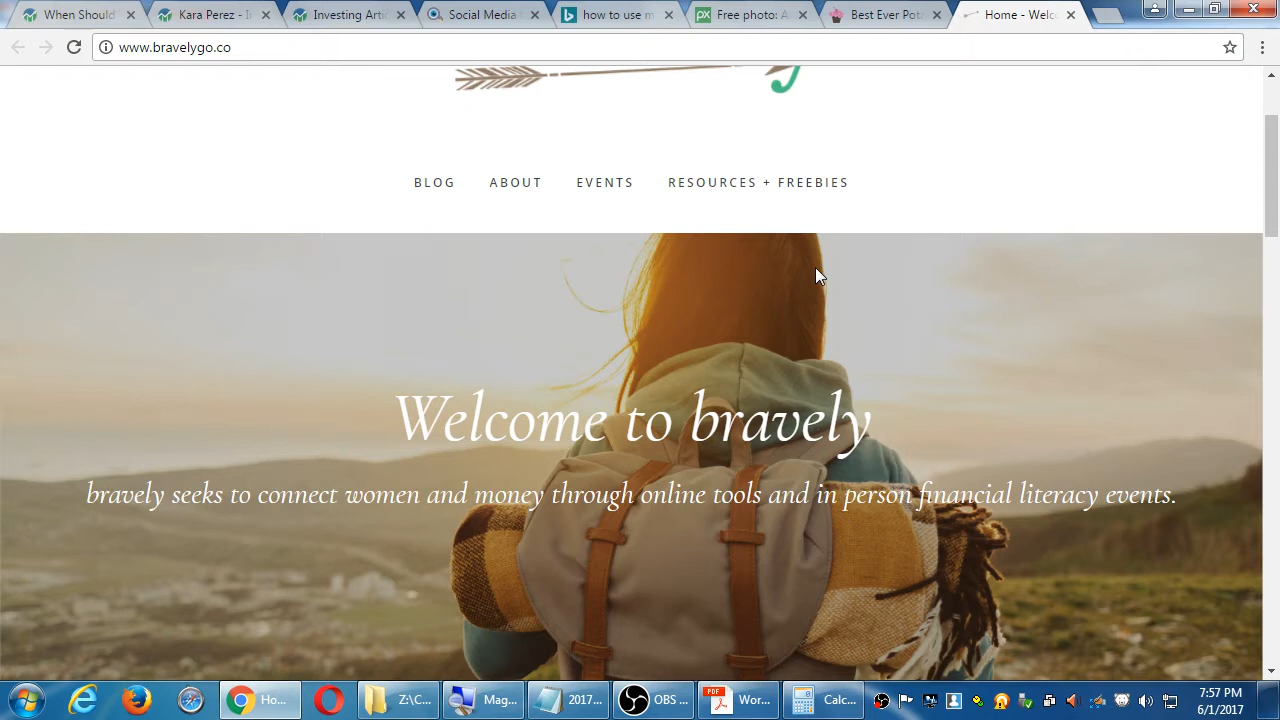 When Should
Kara Perez - I
Investing Arti
Social Media
how to use m
Free photo: A
Best Ever Pot
Home - Welc
www.bravelygo.co
BLOG ABOUT EVENTS RESOURCES + FREEBIES
Welcome to bravely
bravely seeks to connect women and money through online tools and in person financial literacy events.
Ho...
Z:\C...
Mag...
2017...
OBS ...
PDF
Wor...
Calc...
7:57 PM
6/1/2017